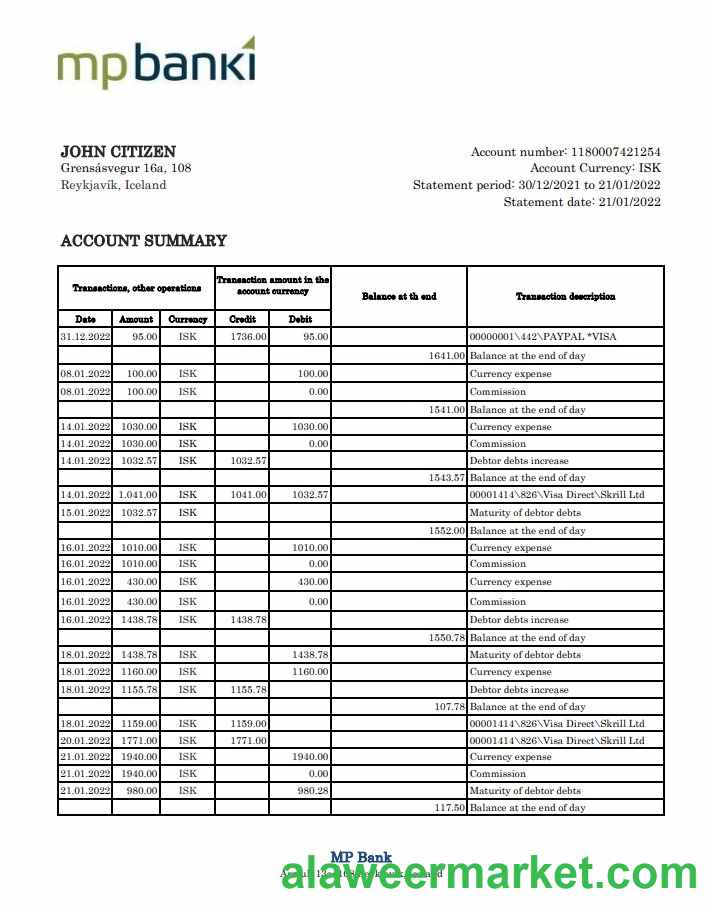 mp banki
JOHN CITIZEN
Grensásvegur 16a, 108
Reykjavík, Iceland
Account number: 1180007421254
Account Currency: ISK
Statement period: 30/12/2021 to 21/01/2022
Statement date: 21/01/2022
ACCOUNT SUMMARY
Transactions, other operations
Transaction amount in the
account currency
Balance at th end
Transaction description
Date Amount Currency Credit Debit
31.12.2022 95.00 ISK 1736.00 95.00 00000001\442\PAYPAL *VISA
1641.00 Balance at the end of day
08.01.2022 100.00 ISK 100.00 Currency expense
08.01.2022 100.00 ISK 0.00 Commission
1541.00 Balance at the end of day
14.01.2022 1030.00 ISK 1030.00 Currency expense
14.01.2022 1030.00 ISK 0.00 Commission
14.01.2022 1032.57 ISK 1032.57 Debtor debts increase
1543.57 Balance at the end of day
14.01.2022 1.041.00 ISK 1041.00 1032.57 00001414\826\Visa Direct\Skrill Ltd
15.01.2022 1032.57 ISK Maturity of debtor debts
1552.00 Balance at the end of day
16.01.2022 1010.00 ISK 1010.00 Currency expense
16.01.2022 1010.00 ISK 0.00 Commission
16.01.2022 430.00 ISK 430.00 Currency expense
16.01.2022 430.00 ISK 0.00 Commission
16.01.2022 1438.78 ISK 1438.78 Debtor debts increase
1550.78 Balance at the end of day
18.01.2022 1438.78 ISK 1438.78 Maturity of debtor debts
18.01.2022 1160.00 ISK 1160.00 Currency expense
18.01.2022 1155.78 ISK 1155.78 Debtor debts increase
107.78 Balance at the end of day
18.01.2022 1159.00 ISK 1159.00 00001414\826\Visa Direct\Skrill Ltd
20.01.2022 1771.00 ISK 1771.00 00001414\826\Visa Direct\Skrill Ltd
21.01.2022 1940.00 ISK 1940.00 Currency expense
21.01.2022 1940.00 ISK 0.00 Commission
21.01.2022 980.00 ISK 980.28 Maturity of debtor debts
117.50 Balance at the end of day
MP Bank
alaweermarket.com